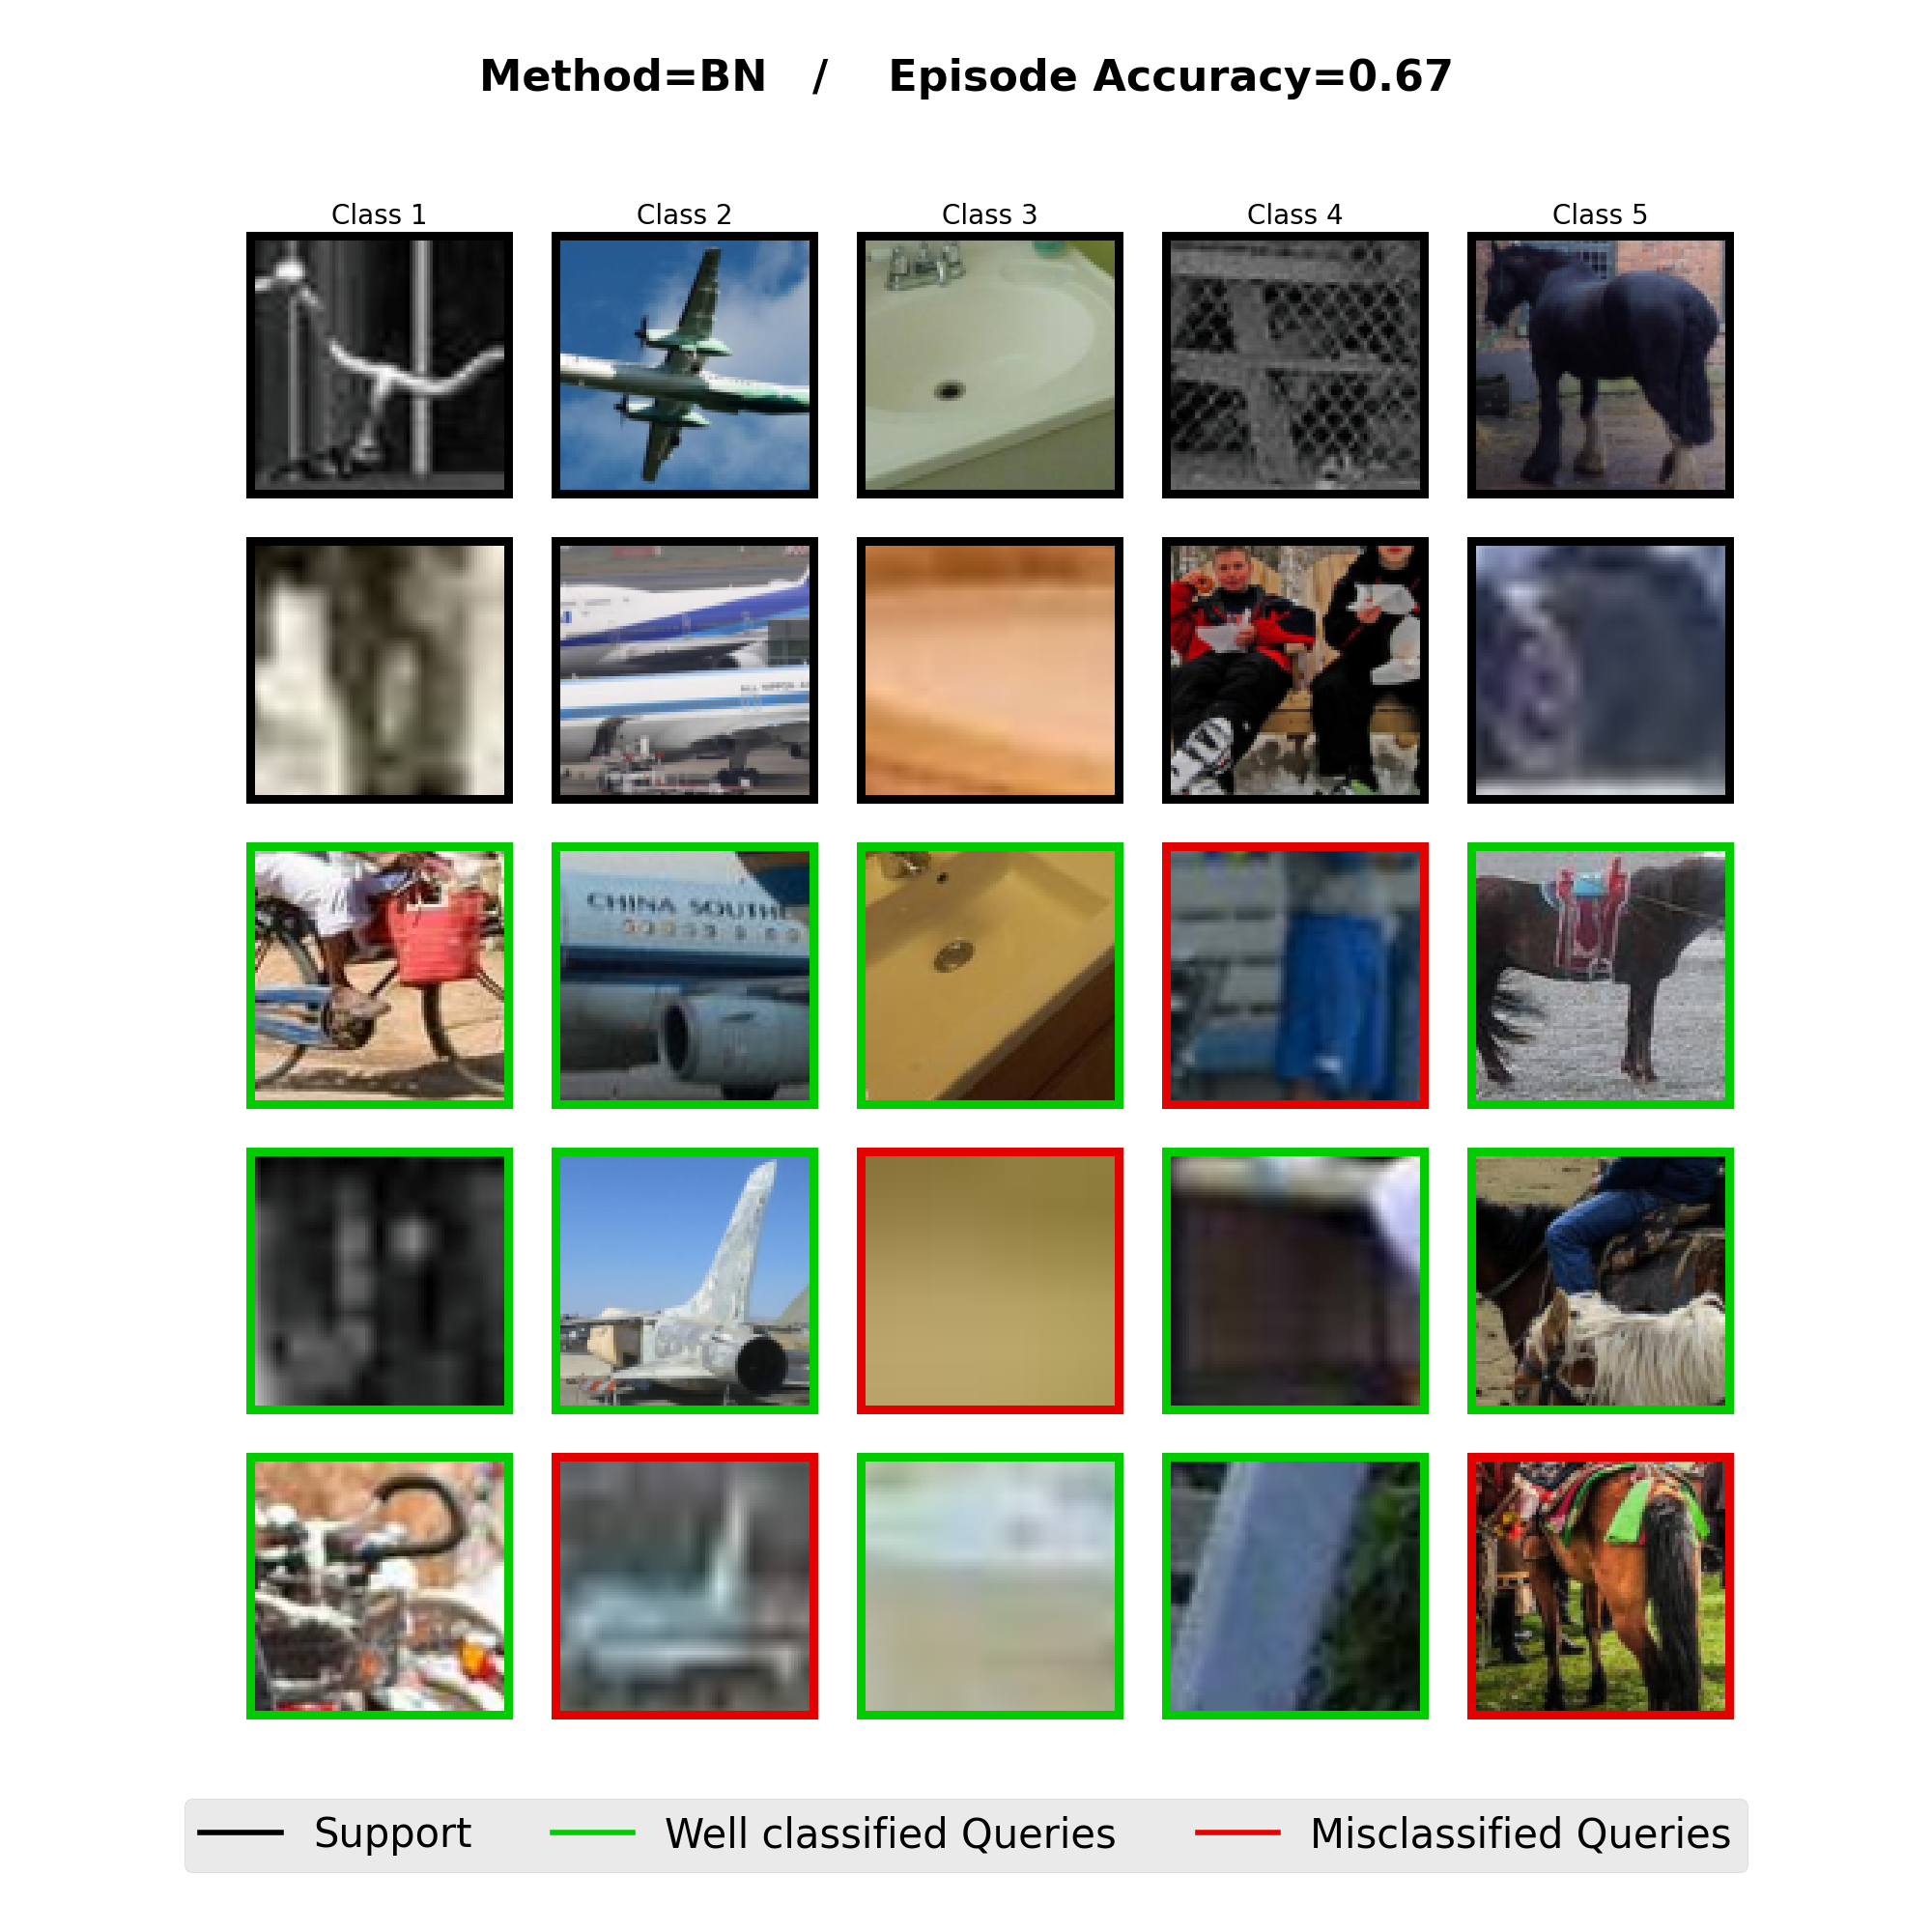 Method=BN / Episode Accuracy=0.67
Class 1 Class 2 Class 3 Class 4 Class 5
CHINA SOUTHE
Support Well classified Queries Misclassified Queries